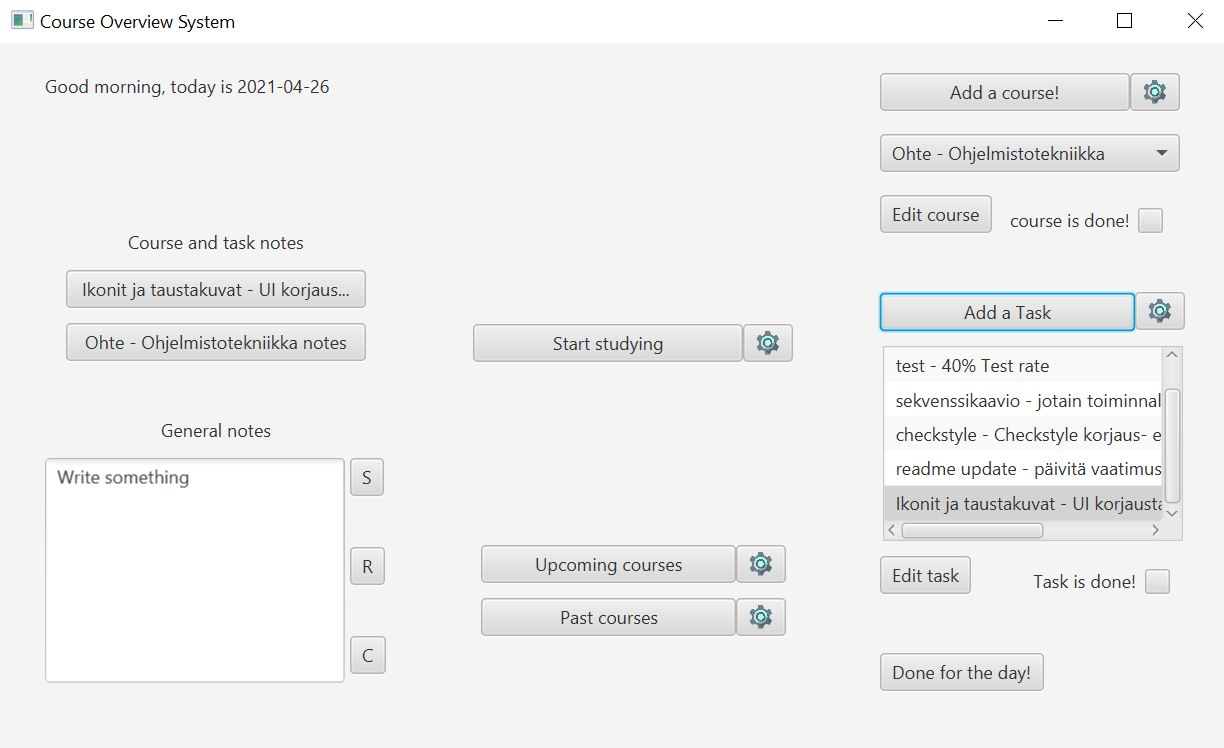 Course Overview System
Good morning, today is 2021-04-26
Add a course!
Ohte - Ohjelmistotekniikka
Edit course
course is done!
Course and task notes
Ikonit ja taustakuvat - UI korjaus...
Ohte - Ohjelmistotekniikka notes
Start studying
Add a Task
test - 40% Test rate
sekvenssikaavio - jotain toiminnal
checkstyle - Checkstyle korjaus- e
readme update - päivitä vaatimus
Ikonit ja taustakuvat - UI korjausta
General notes
Write something
S
R
C
Upcoming courses
Past courses
Edit task
Task is done!
Done for the day!